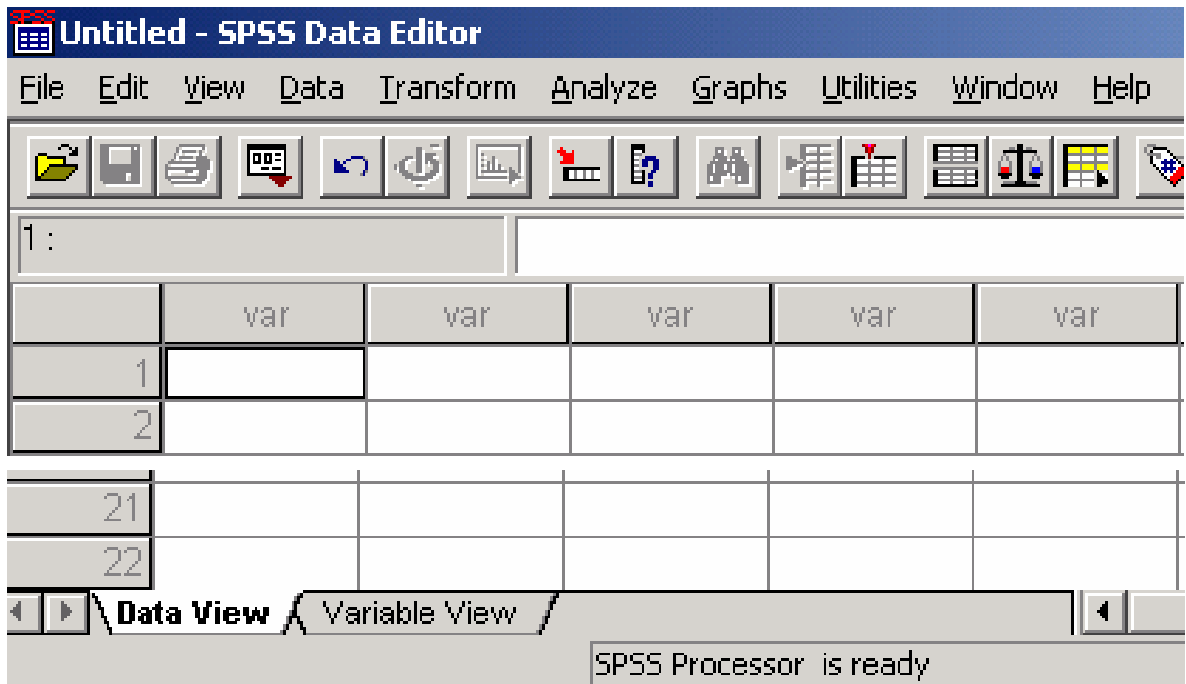 SPSS
Untitled - SPSS Data Editor
File Edit View Data Transform Analyze Graphs Utilities Window Help
1 :
var var var var var
1
2
21
22
Data View Variable View
SPSS Processor is ready